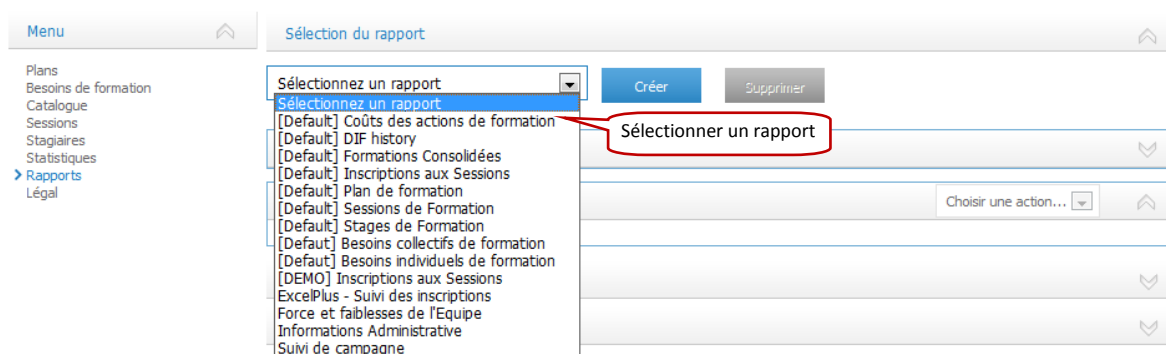 Menu
Plans
Besoins de formation
Catalogue
Sessions
Stagiaires
Statistiques
Rapports
Légal
Sélection du rapport
Sélectionnez un rapport
Créer
Supprimer
Sélectionnez un rapport
[Default] Coûts des actions de formation
[Default] DIF history
[Default] Formations Consolidées
[Default] Inscriptions aux Sessions
[Default] Plan de formation
[Default] Sessions de Formation
[Default] Stages de Formation
[Defaut] Besoins collectifs de formation
[Defaut] Besoins individuels de formation
[DEMO] Inscriptions aux Sessions
ExcelPlus - Suivi des inscriptions
Force et faiblesses de l'Equipe
Informations Administrative
Suivi de campagne
Sélectionner un rapport
Choisir une action...